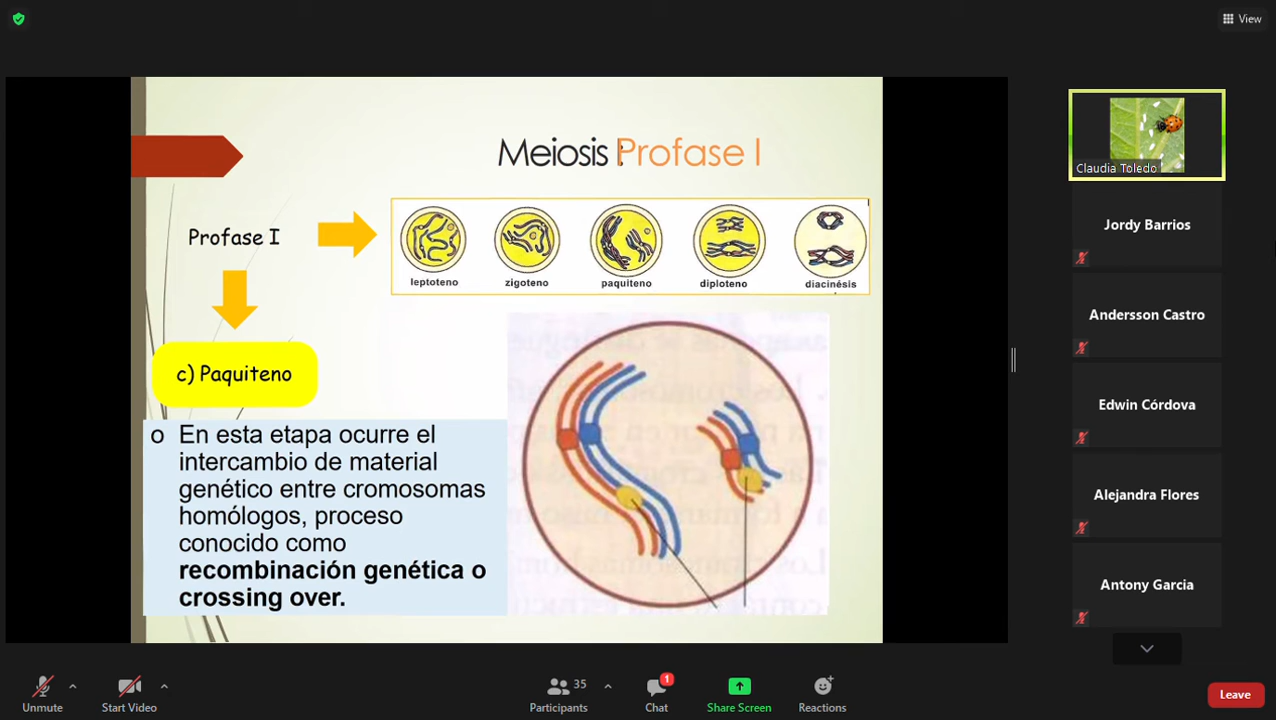 View
Meiosis I:Profase I
Profase I
leptoteno
zigoteno
paquiteno
diploteno
diacinésis
c) Paquiteno
o En esta etapa ocurre el
intercambio de material
genético entre cromosomas
homólogos, proceso
conocido como
recombinación genética o
crossing over.
Claudia Toledo
Jordy Barrios
Andersson Castro
Edwin Córdova
Alejandra Flores
Antony Garcia
Unmute
Start Video
35
Participants
1
Chat
Share Screen
Reactions
Leave